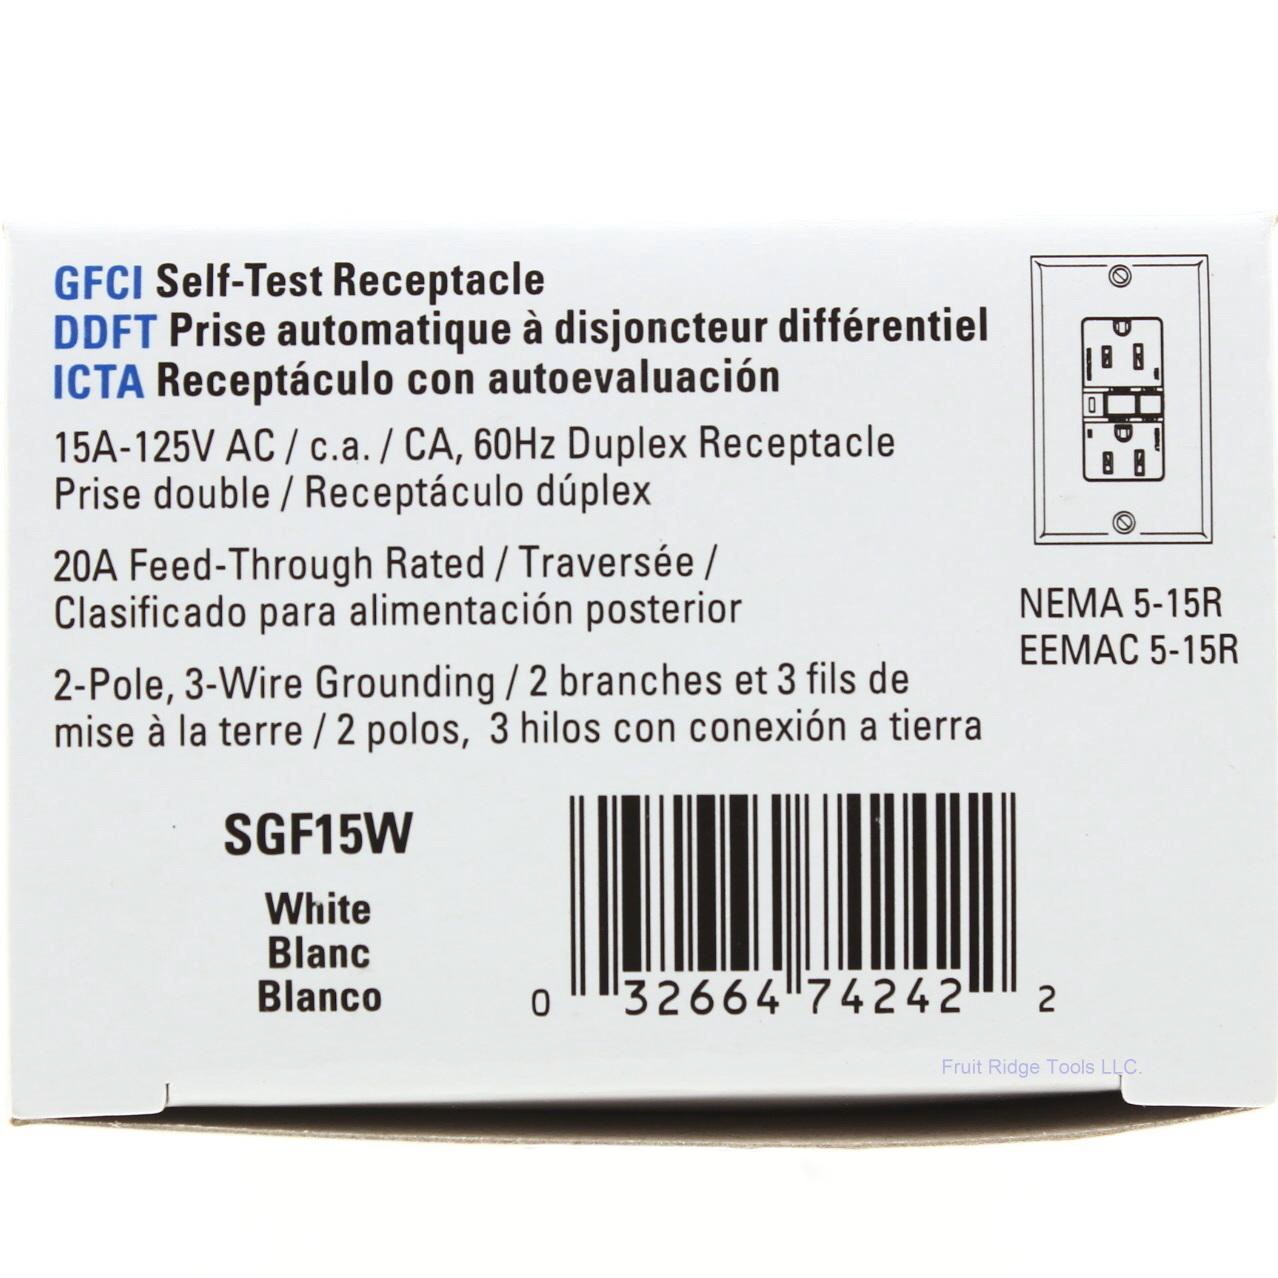 GFCI Self-Test Receptacle
DDFT Prise automatique à disjoncteur différentiel
ICTA Receptáculo con autoevaluación
15A-125V AC / c.a. / CA, 60Hz Duplex Receptacle
Prise double / Receptáculo dúplex
20A Feed-Through Rated / Traversée /
Clasificado para alimentación posterior
2-Pole, 3-Wire Grounding / 2 branches et 3 fils de
mise à la terre / 2 polos, 3 hilos con conexión a tierra
NEMA 5-15R
EEMAC 5-15R
SGF15W
White
Blanc
Blanco
0 32664 74242 2
Fruit Ridge Tools LLC.